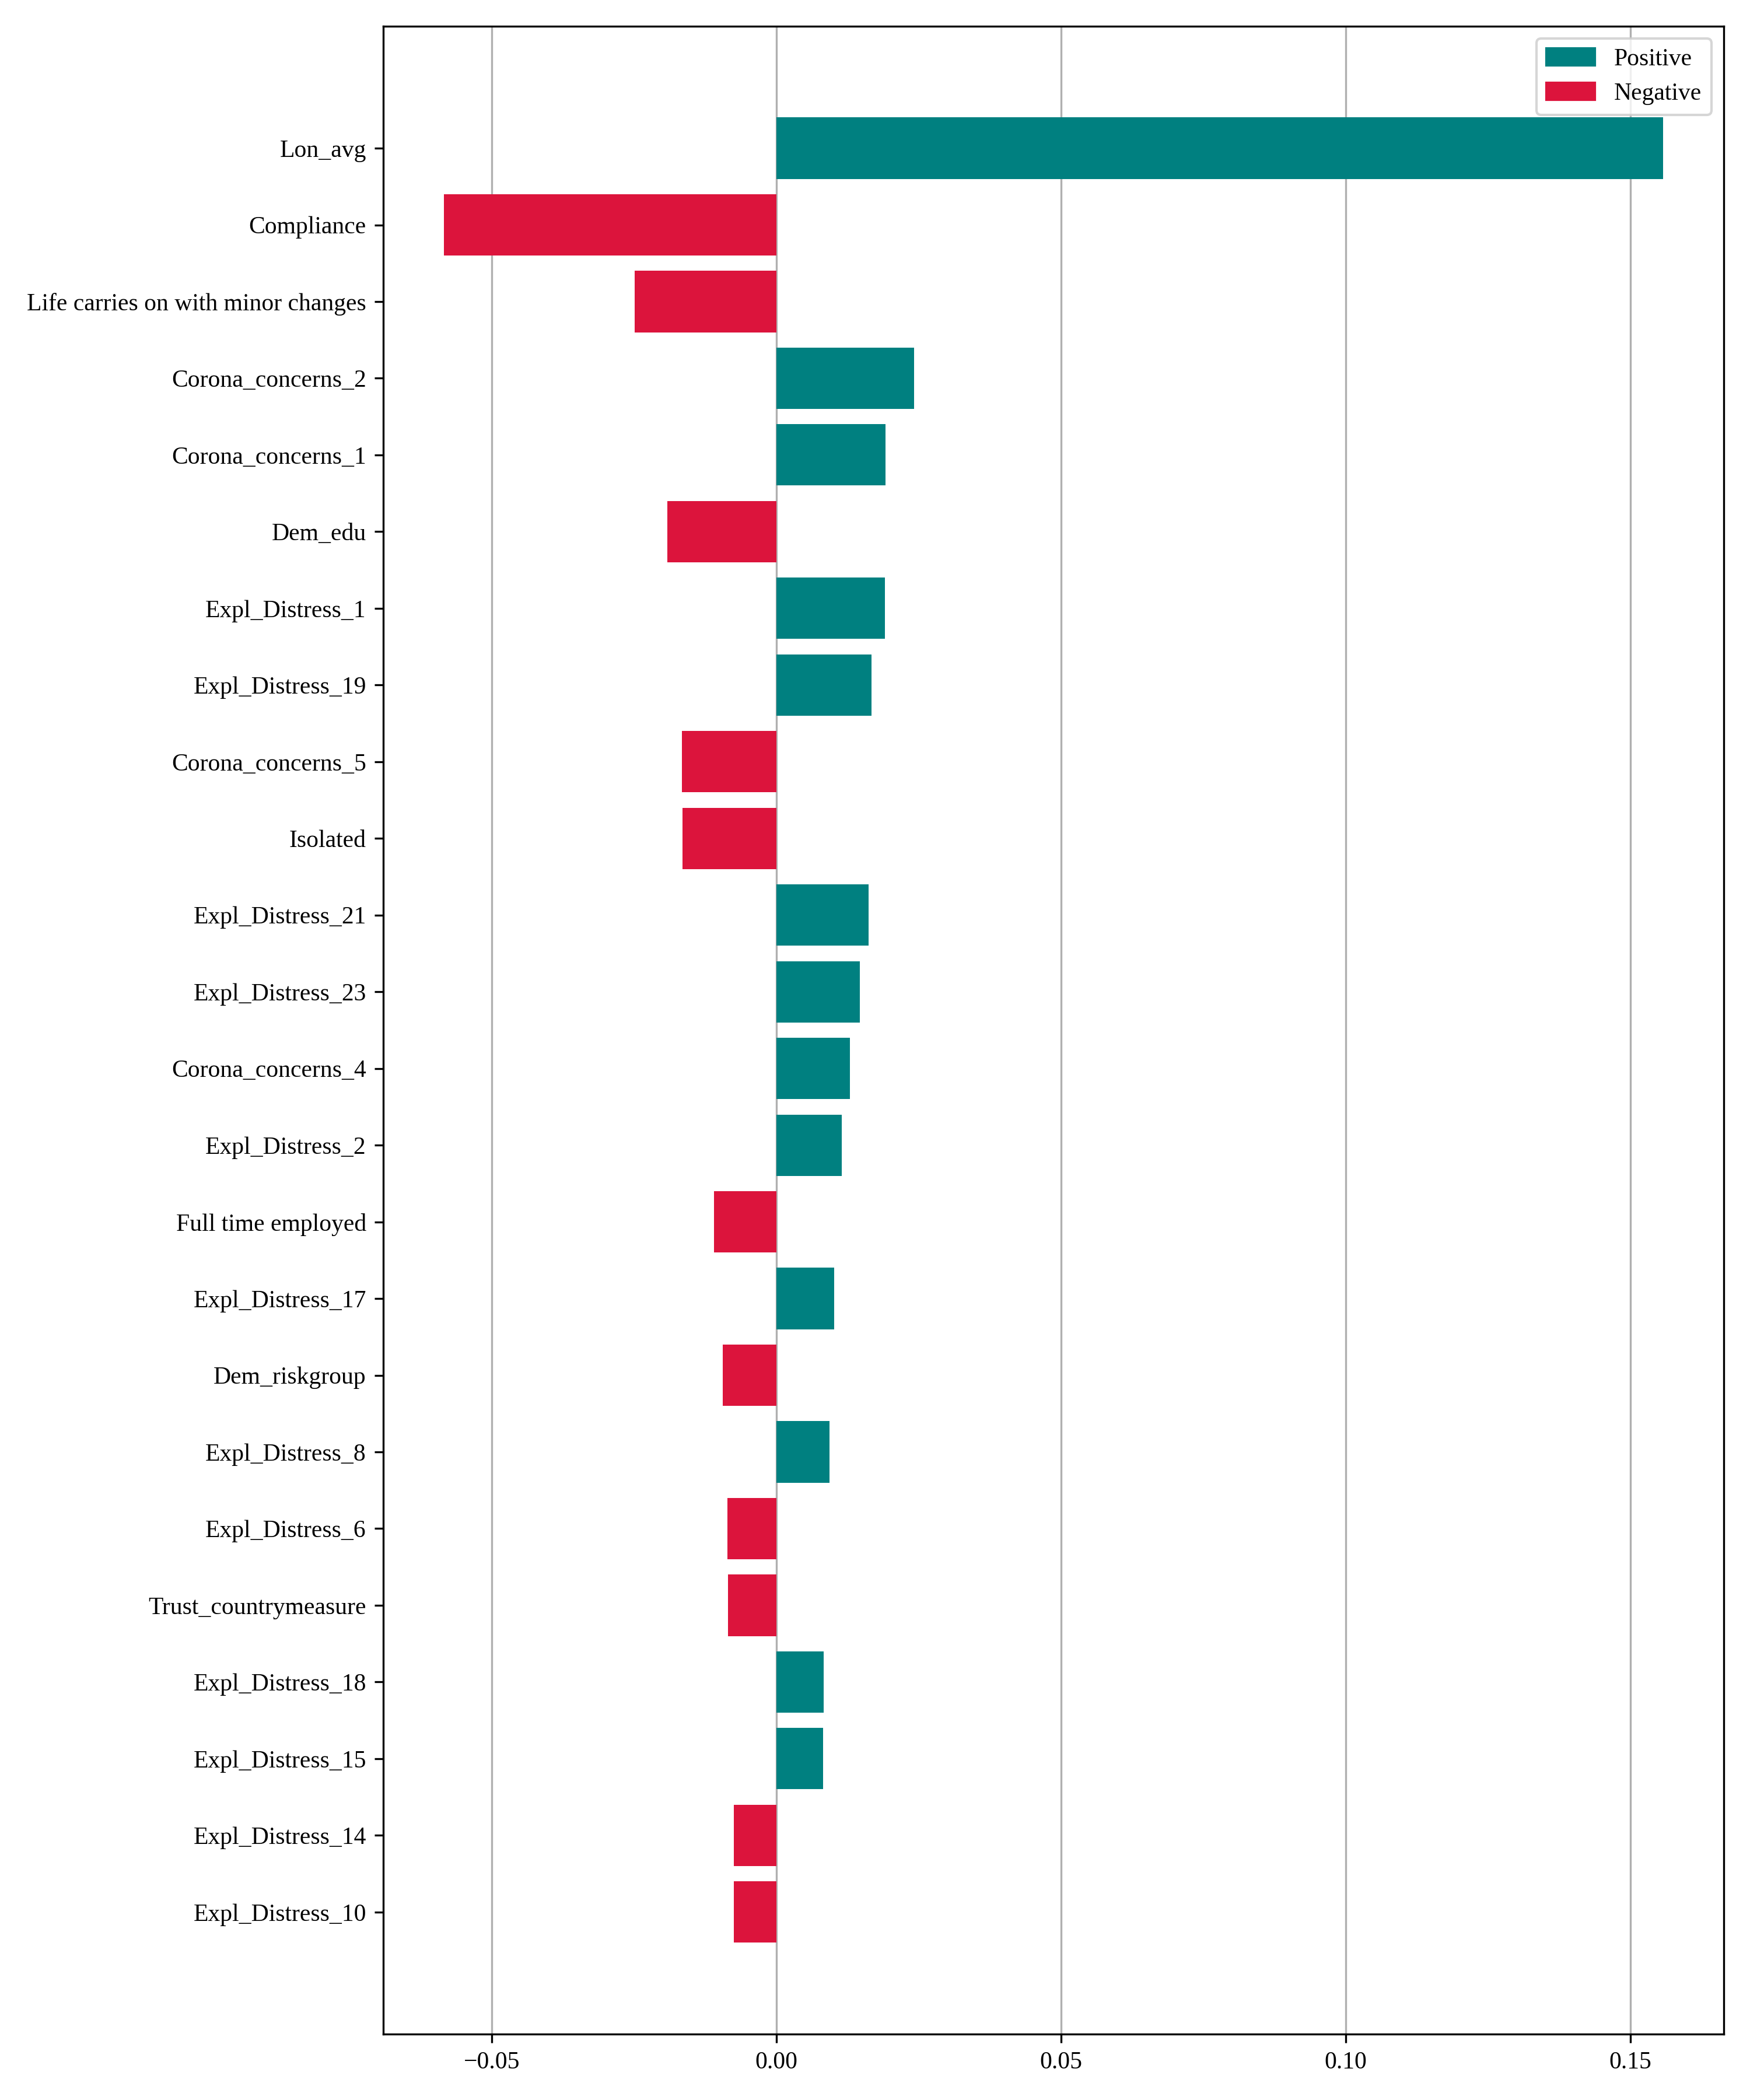 Positive
Negative
Lon_avg
Compliance
Life carries on with minor changes
Corona_concerns_2
Corona_concerns_1
Dem_edu
Expl_Distress_1
Expl_Distress_19
Corona_concerns_5
Isolated
Expl_Distress_21
Expl_Distress_23
Corona_concerns_4
Expl_Distress_2
Full time employed
Expl_Distress_17
Dem_riskgroup
Expl_Distress_8
Expl_Distress_6
Trust_countrymeasure
Expl_Distress_18
Expl_Distress_15
Expl_Distress_14
Expl_Distress_10
−0.05 0.00 0.05 0.10 0.15